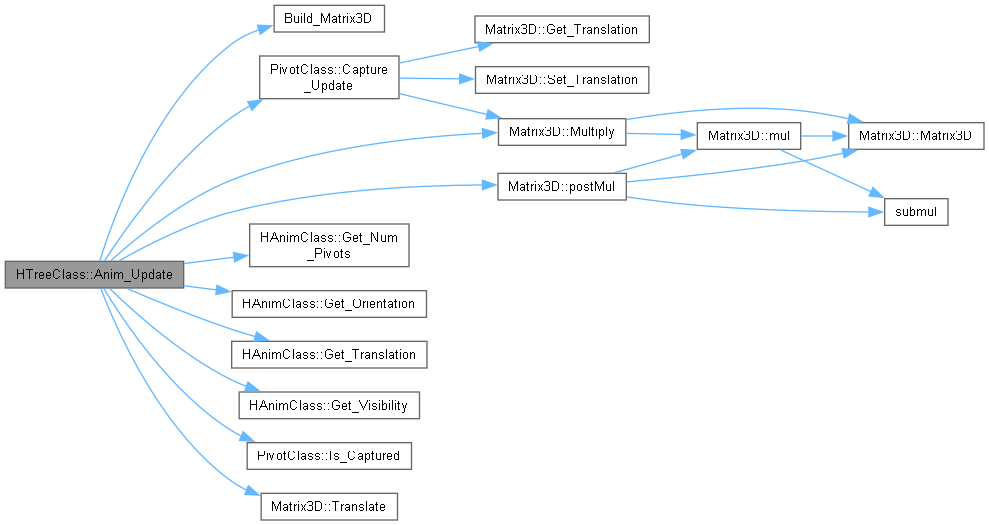 Build_Matrix3D
Matrix3D::Get_Translation
PivotClass::Capture
_Update
Matrix3D::Set_Translation
Matrix3D::Multiply
Matrix3D::mul
Matrix3D::Matrix3D
Matrix3D::postMul
submul
HAnimClass::Get_Num
_Pivots
HTreeClass::Anim_Update
HAnimClass::Get_Orientation
HAnimClass::Get_Translation
HAnimClass::Get_Visibility
PivotClass::Is_Captured
Matrix3D::Translate